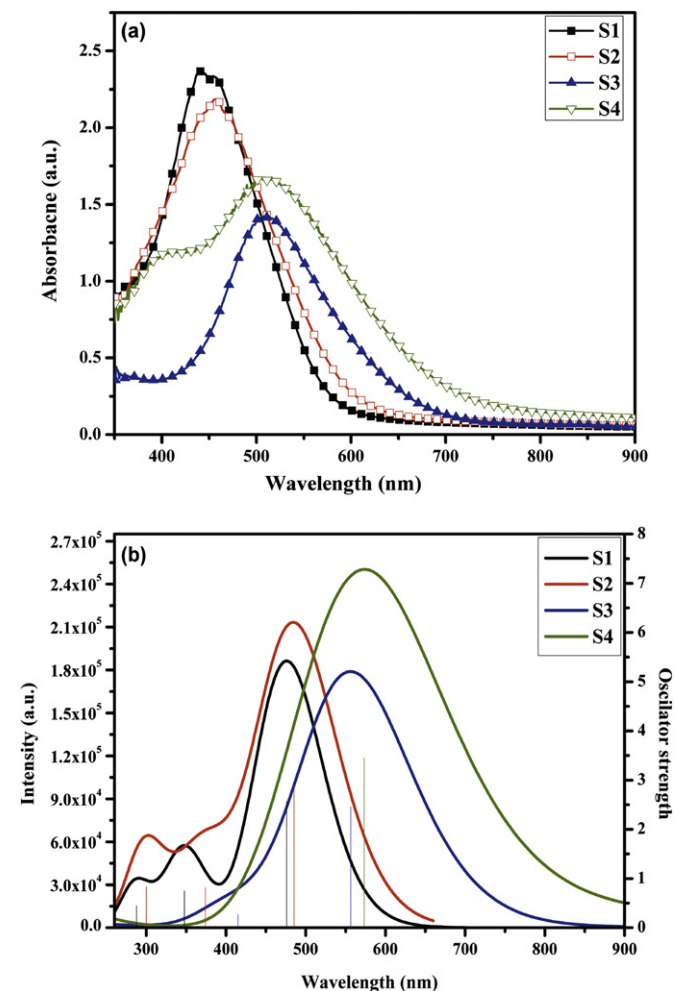 (a)
S1
S2
S3
S4
2.5
2.0
1.5
1.0
0.5
0.0
Absorbacne (a.u.)
400 500 600 700 800 900
Wavelength (nm)
(b)
S1
S2
S3
S4
2.7x10⁵
2.4x10⁵
2.1x10⁵
1.8x10⁵
1.5x10⁵
1.2x10⁵
9.0x10⁴
6.0x10⁴
3.0x10⁴
0.0
Intensity (a.u.)
8
7
6
5
4
3
2
1
0
Oscilator strength
300 400 500 600 700 800 900
Wavelength (nm)